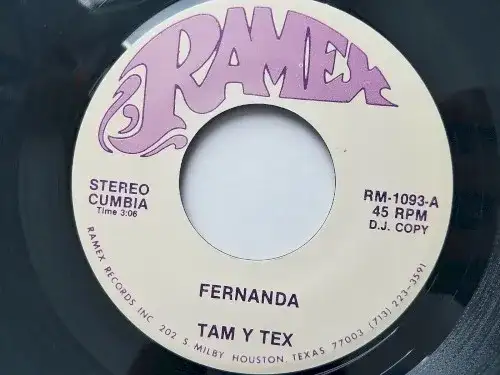 RAMEX
STEREO
CUMBIA
Time 3:06
RM-1093-A
45 RPM
D.J. COPY
FERNANDA
TAM Y TEX
RAMEX RECORDS INC 202 S. MILBY HOUSTON, TEXAS 77003 (713) 223-3591